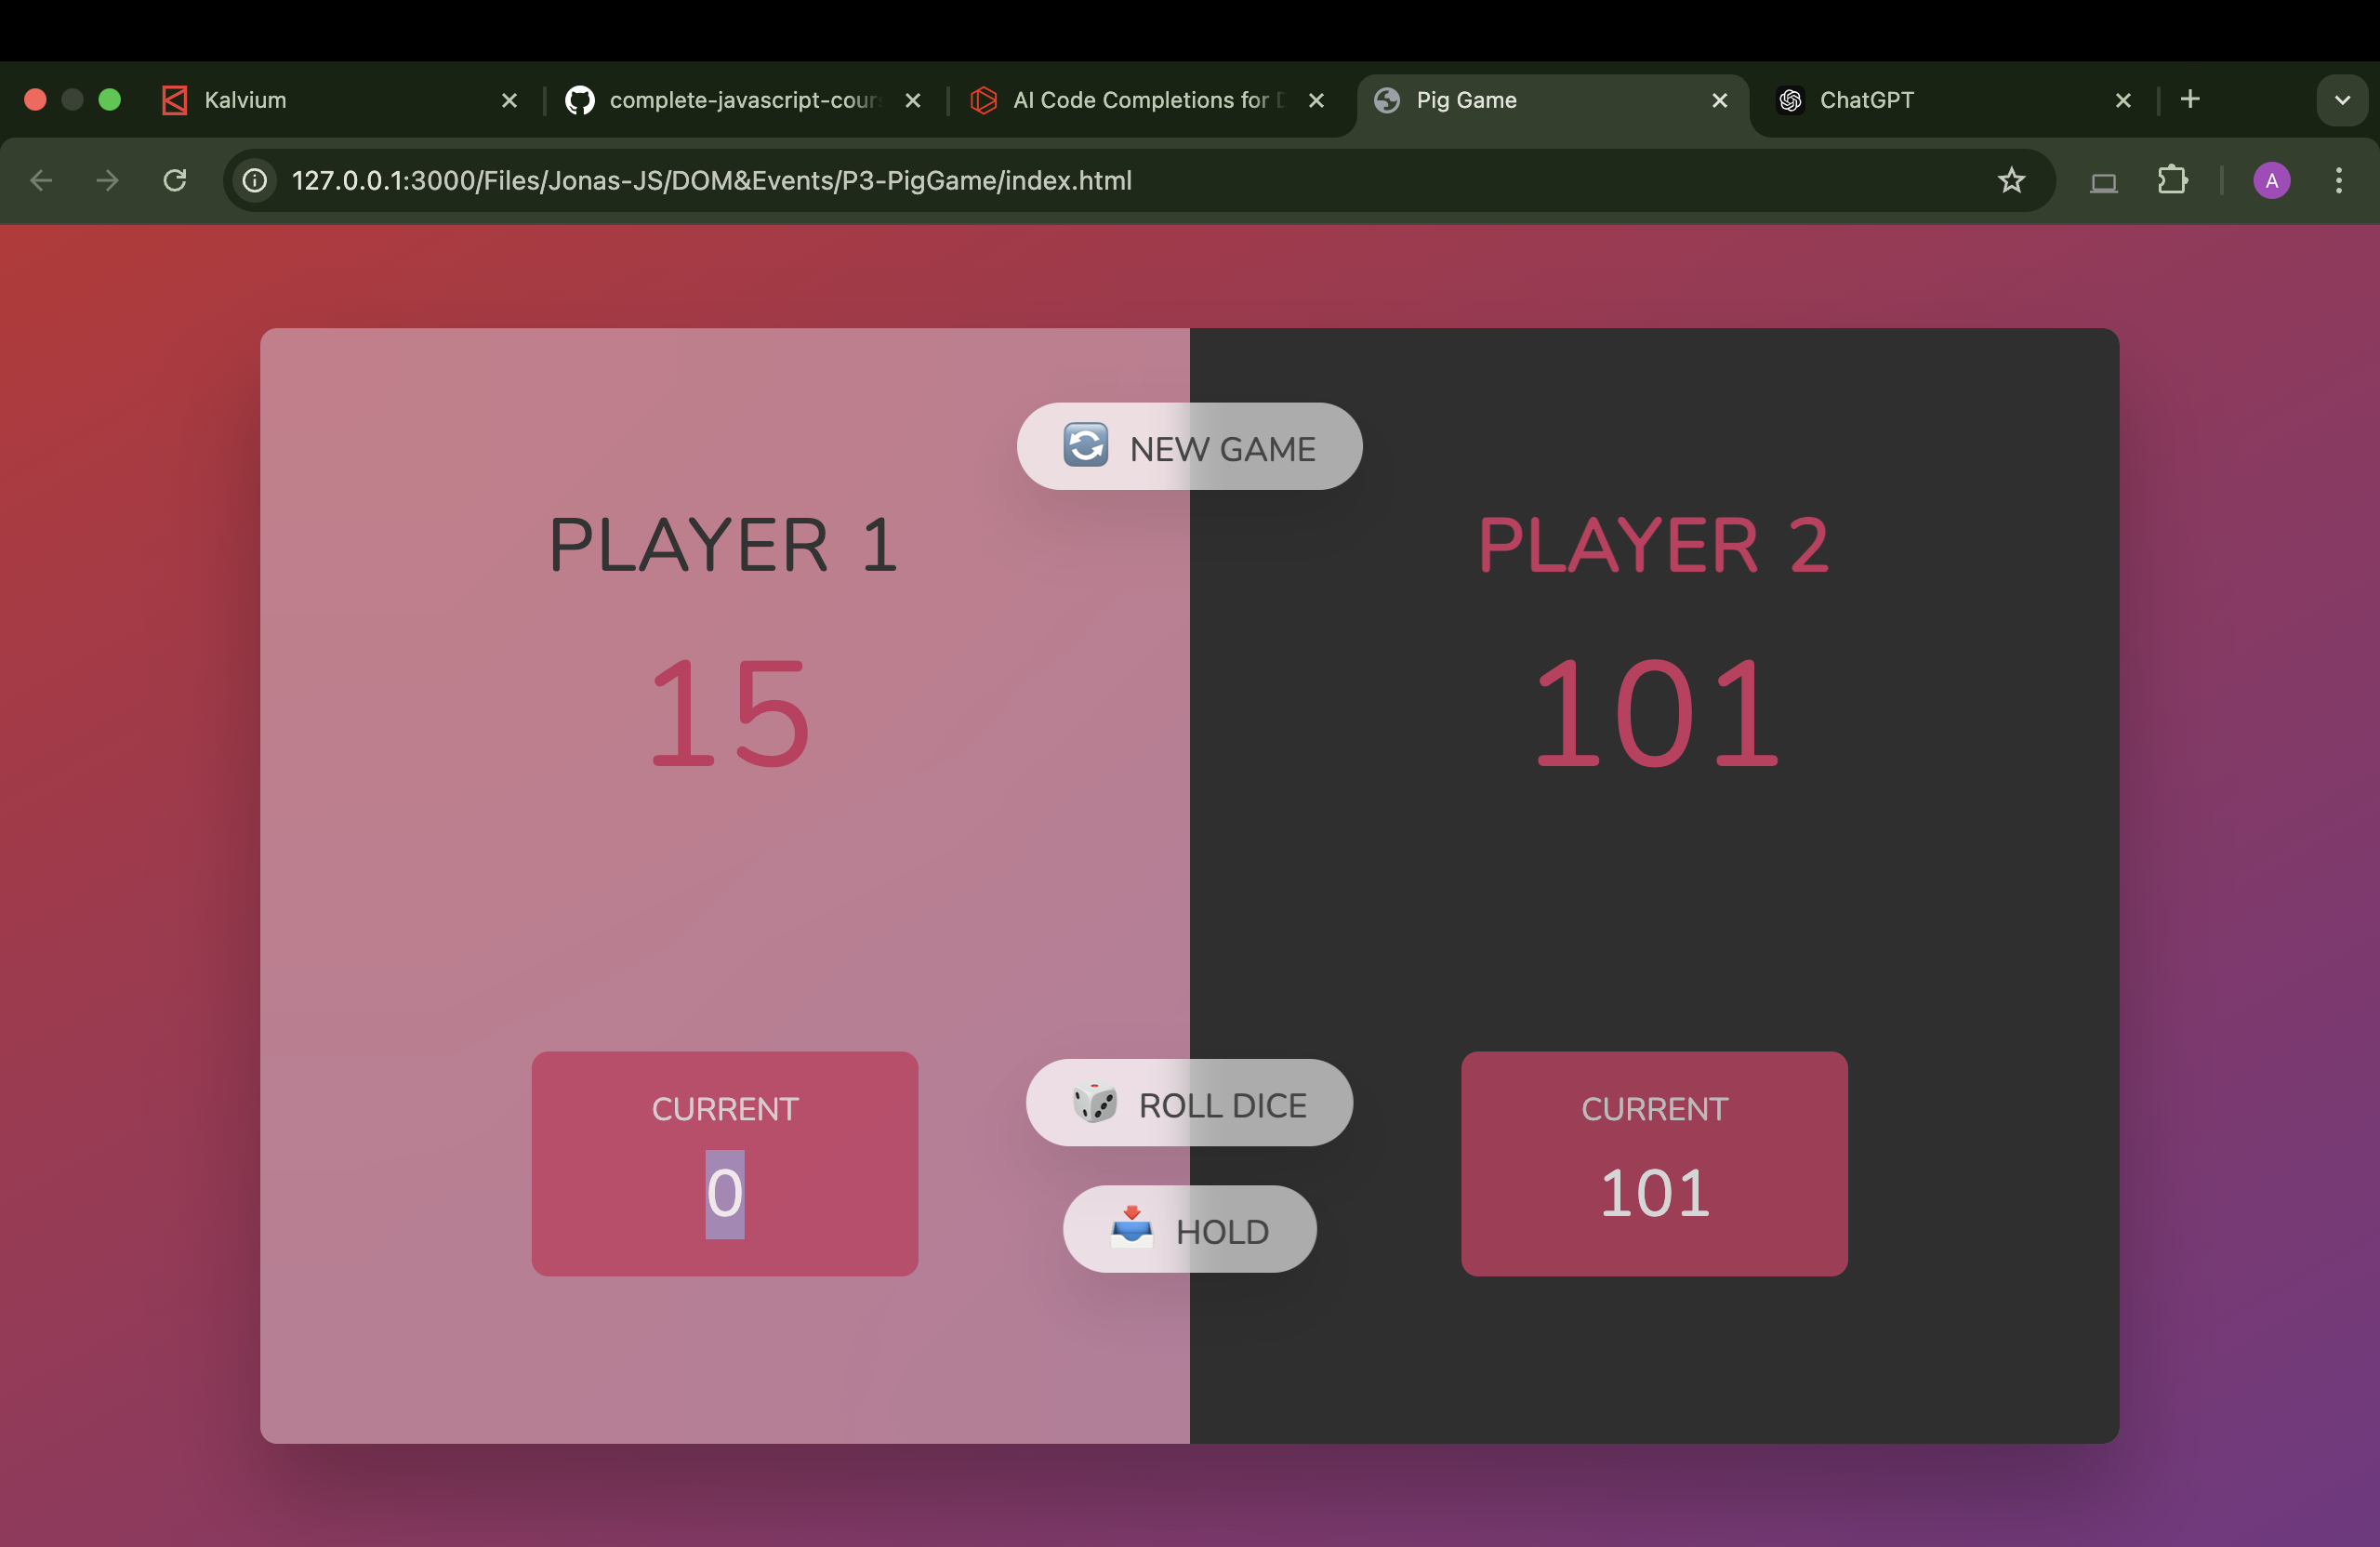 Kalvium
complete-javascript-cour
AI Code Completions for D
Pig Game
ChatGPT
127.0.0.1:3000/Files/Jonas-JS/DOM&Events/P3-PigGame/index.html
A
NEW GAME
PLAYER 1
PLAYER 2
15
101
CURRENT
0
ROLL DICE
HOLD
CURRENT
101